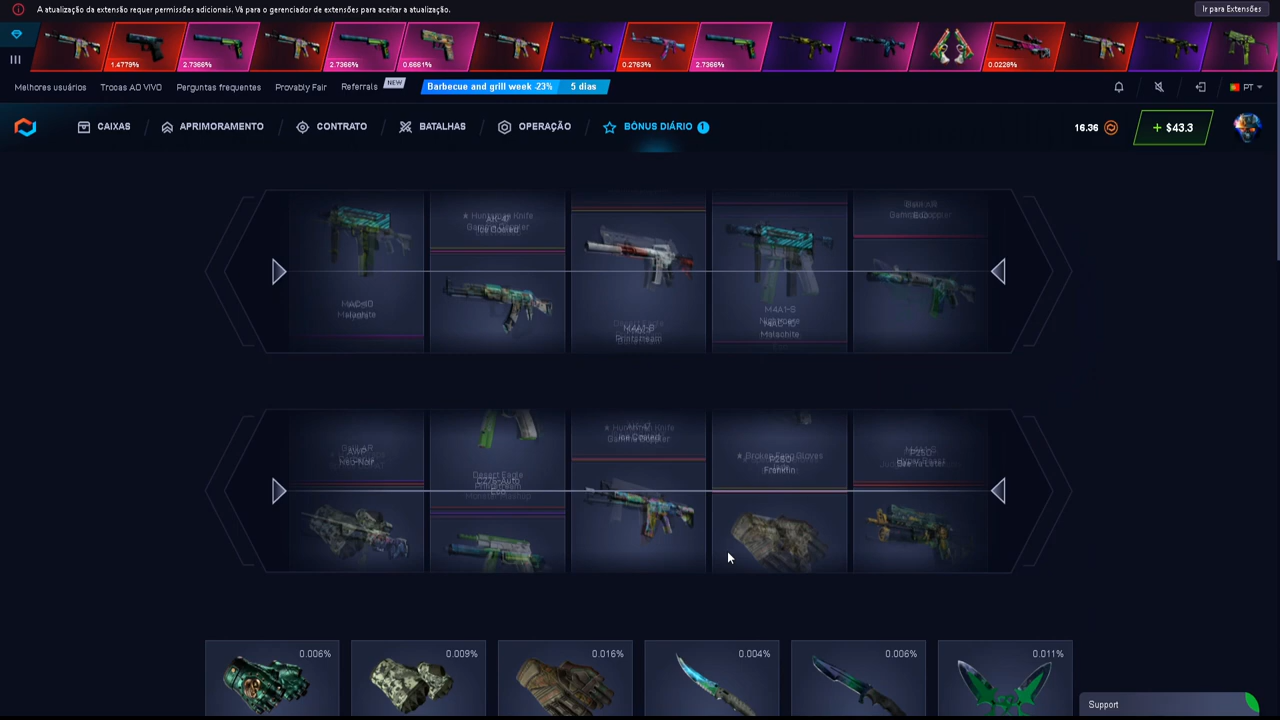 A atualização da extensão requer permissões adicionais. Vá para o gerenciador de extensões para aceitar a atualização.
Ir para Extensões
1.4779%
2.7366%
2.7366%
0.6861%
0.2763%
2.7366%
0.0226%
Melhores usuários
Trocas AO VIVO
Perguntas frequentes
Provably Fair
Referrals
NEW
Barbecue and grill week -23%
5 dias
PT
CAIXAS
APRIMORAMENTO
CONTRATO
BATALHAS
OPERAÇÃO
BÓNUS DIÁRIO
1
16.36
+ $43.3
M4A1-S
MAC-10
Malachite
0.006%
0.009%
0.016%
0.004%
0.006%
0.011%
Support